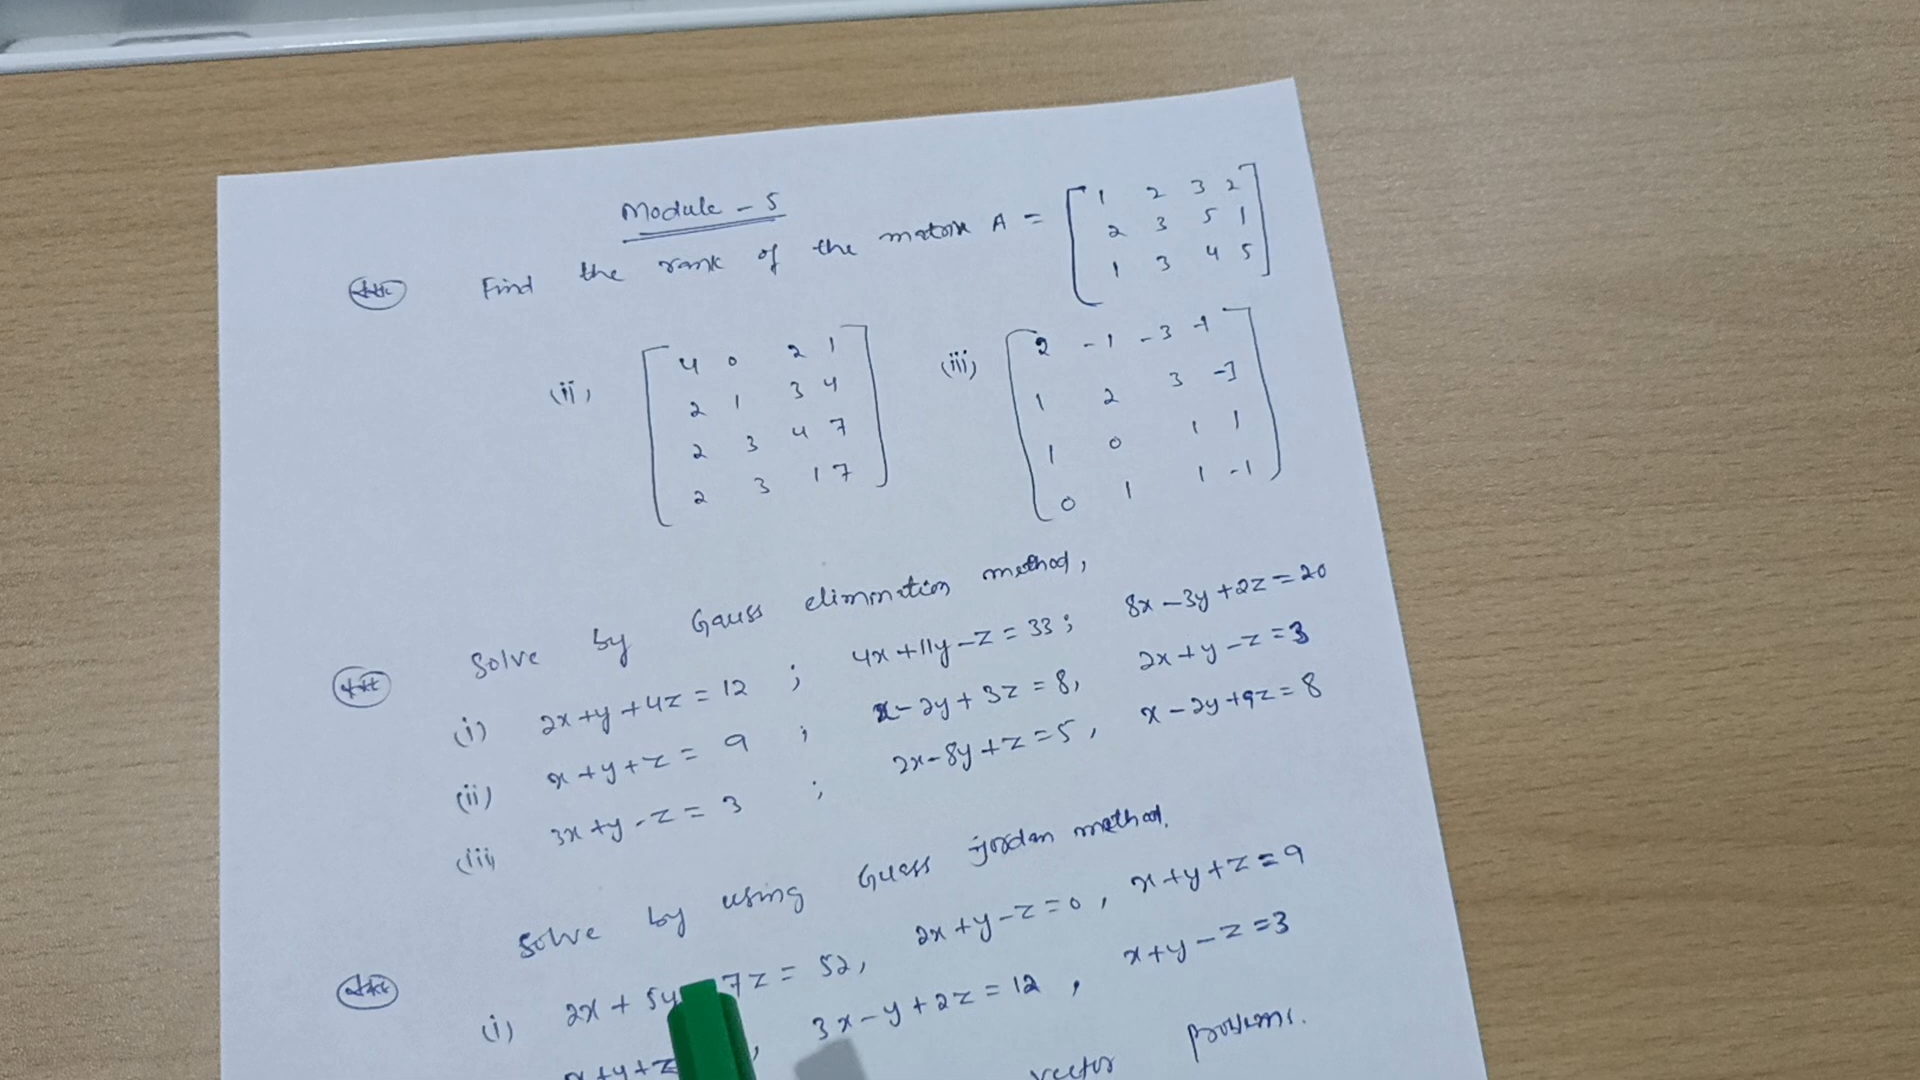 Module - 5
*** Find the rank of the matrix A = [ 1 2 3 2
2 3 5 1
1 3 4 5 ]
(ii) [ 4 0 2 1
2 1 3 4
2 3 4 7
2 3 1 7 ]
(iii) [ 2 -1 -3 -1
1 2 3 -1
1 0 1 1
0 1 1 -1 ]
*** Solve by Gauss elimination method,
(i) 2x + y + 4z = 12 ; 4x + 11y - z = 33 ; 8x - 3y + 2z = 20
(ii) x + y + z = 9 ; x - 2y + 3z = 8, 2x + y - z = 3
(iii) 3x + y - z = 3 ; 2x - 8y + z = 5, x - 2y + 9z = 8
*** Solve by using Guess jordan method.
(i) 2x + 5y 7z = 52, 2x + y - z = 0, x + y + z = 9
x + y + z , 3x - y + 2z = 12, x + y - z = 3
vector problems.